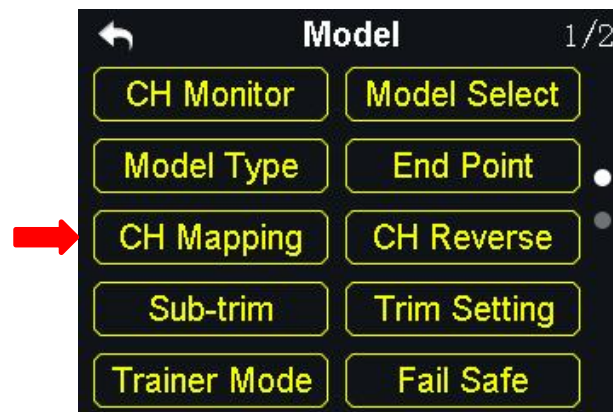 Model 1/2
CH Monitor Model Select
Model Type End Point
CH Mapping CH Reverse
Sub-trim Trim Setting
Trainer Mode Fail Safe